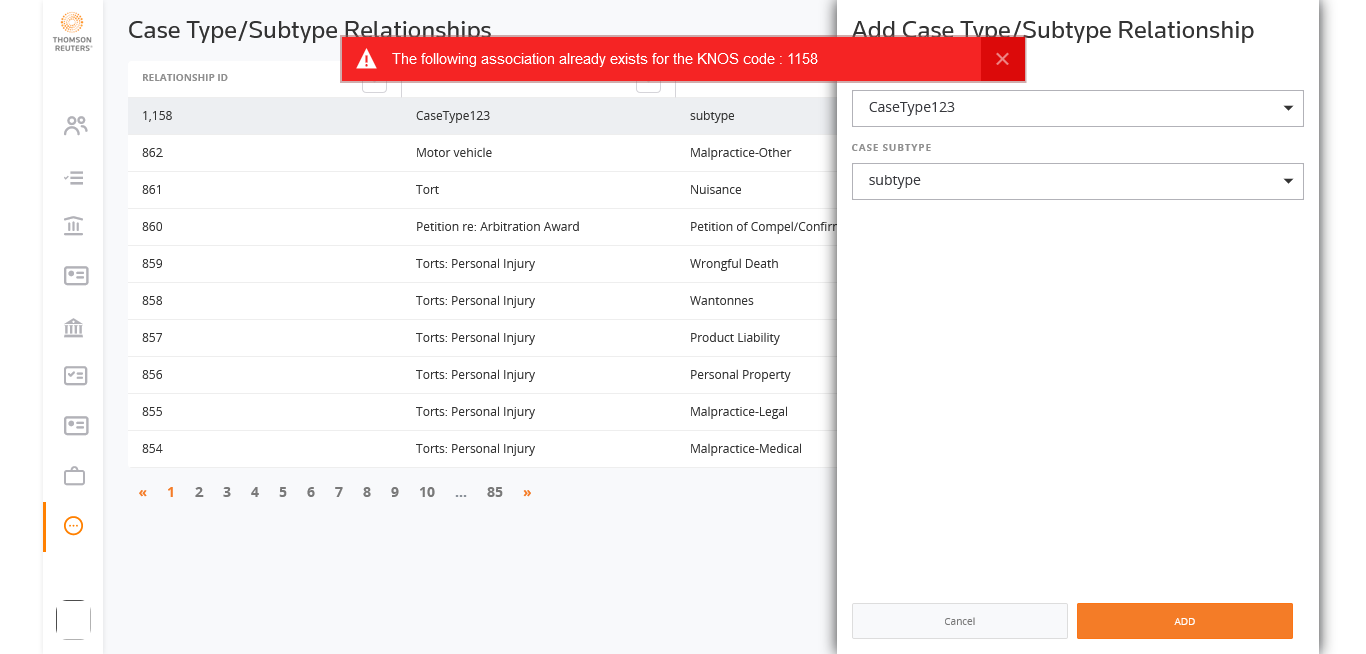 THOMSON
REUTERS®
Case Type/Subtype Relationships
RELATIONSHIP ID
1,158 CaseType123 subtype
862 Motor vehicle Malpractice-Other
861 Tort Nuisance
860 Petition re: Arbitration Award Petition of Compel/Confirm
859 Torts: Personal Injury Wrongful Death
858 Torts: Personal Injury Wantonnes
857 Torts: Personal Injury Product Liability
856 Torts: Personal Injury Personal Property
855 Torts: Personal Injury Malpractice-Legal
854 Torts: Personal Injury Malpractice-Medical
« 1 2 3 4 5 6 7 8 9 10 ... 85 »
The following association already exists for the KNOS code : 1158
Add Case Type/Subtype Relationship
CaseType123
CASE SUBTYPE
subtype
Cancel ADD